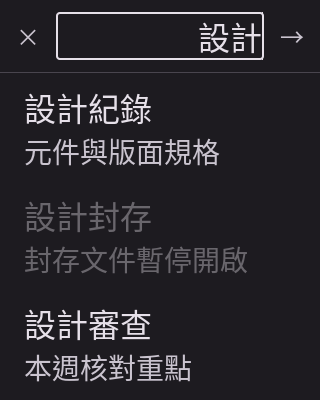 設計
設計紀錄
元件與版面規格
設計封存
封存文件暫停開啟
設計審查
本週核對重點